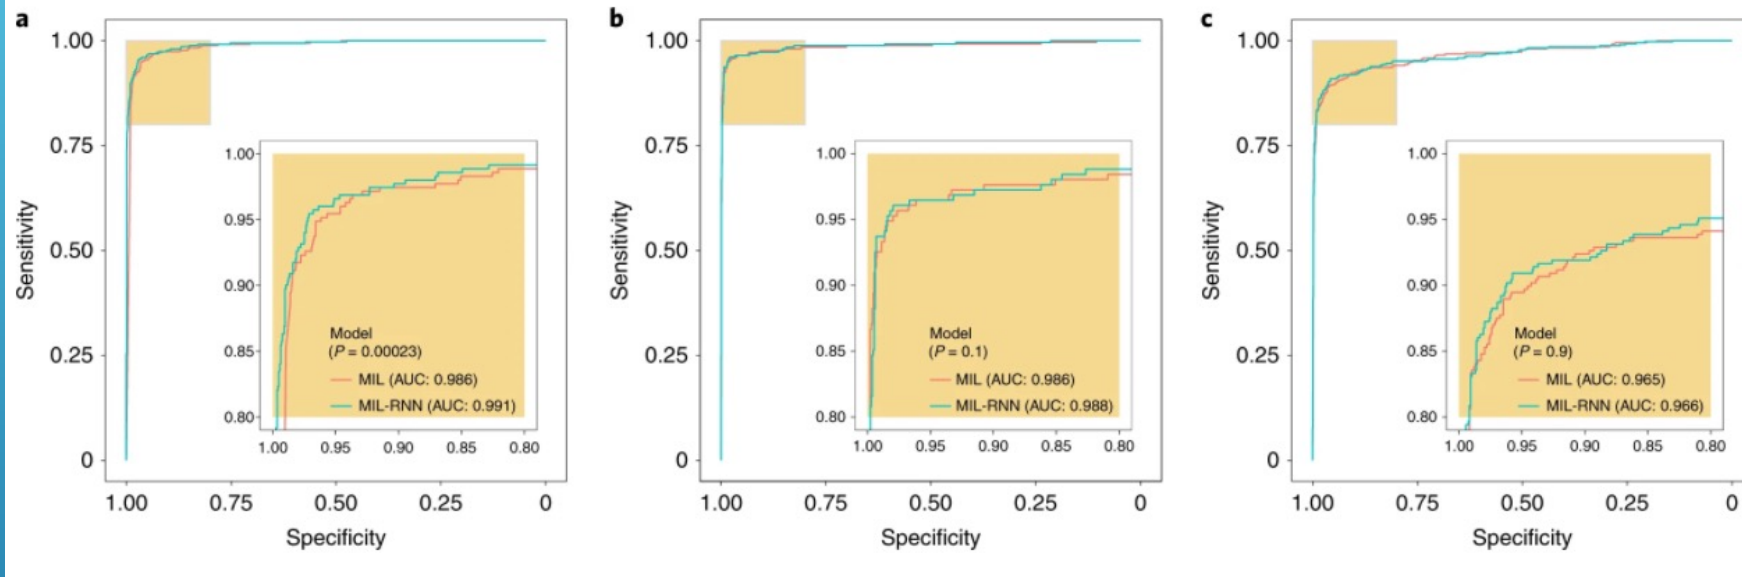 a
1.00
0.75
0.50
0.25
0
Sensitivity
1.00 0.75 0.50 0.25 0
Specificity
1.00
0.95
0.90
0.85
0.80
1.00 0.95 0.90 0.85 0.80
Model
(P = 0.00023)
MIL (AUC: 0.986)
MIL-RNN (AUC: 0.991)
b
1.00
0.75
0.50
0.25
0
Sensitivity
1.00 0.75 0.50 0.25 0
Specificity
1.00
0.95
0.90
0.85
0.80
1.00 0.95 0.90 0.85 0.80
Model
(P = 0.1)
MIL (AUC: 0.986)
MIL-RNN (AUC: 0.988)
c
1.00
0.75
0.50
0.25
0
Sensitivity
1.00 0.75 0.50 0.25 0
Specificity
1.00
0.95
0.90
0.85
0.80
1.00 0.95 0.90 0.85 0.80
Model
(P = 0.9)
MIL (AUC: 0.965)
MIL-RNN (AUC: 0.966)